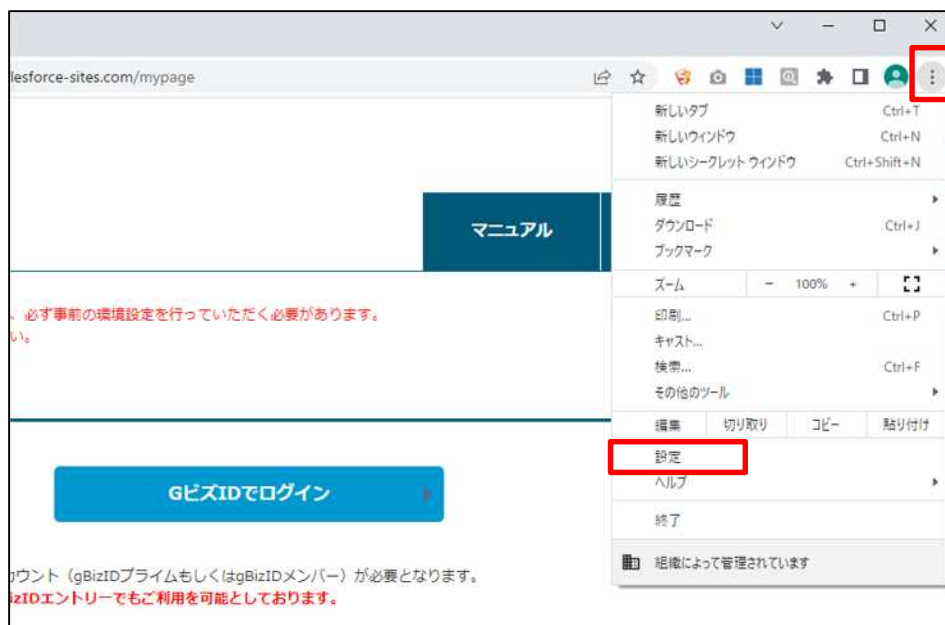 lesforce-sites.com/mypage
新しいタブ Ctrl+T
新しいウィンドウ Ctrl+N
新しいシークレット ウィンドウ Ctrl+Shift+N
履歴
ダウンロード Ctrl+J
ブックマーク
ズーム - 100% +
印刷... Ctrl+P
キャスト...
検索... Ctrl+F
その他のツール
編集 切り取り コピー 貼り付け
設定
ヘルプ
終了
組織によって管理されています
マニュアル
、必ず事前の環境設定を行っていただく必要があります。
い。
GビズIDでログイン
カウント（gBizIDプライムもしくはgBizIDメンバー）が必要となります。
izIDエントリーでもご利用を可能としております。